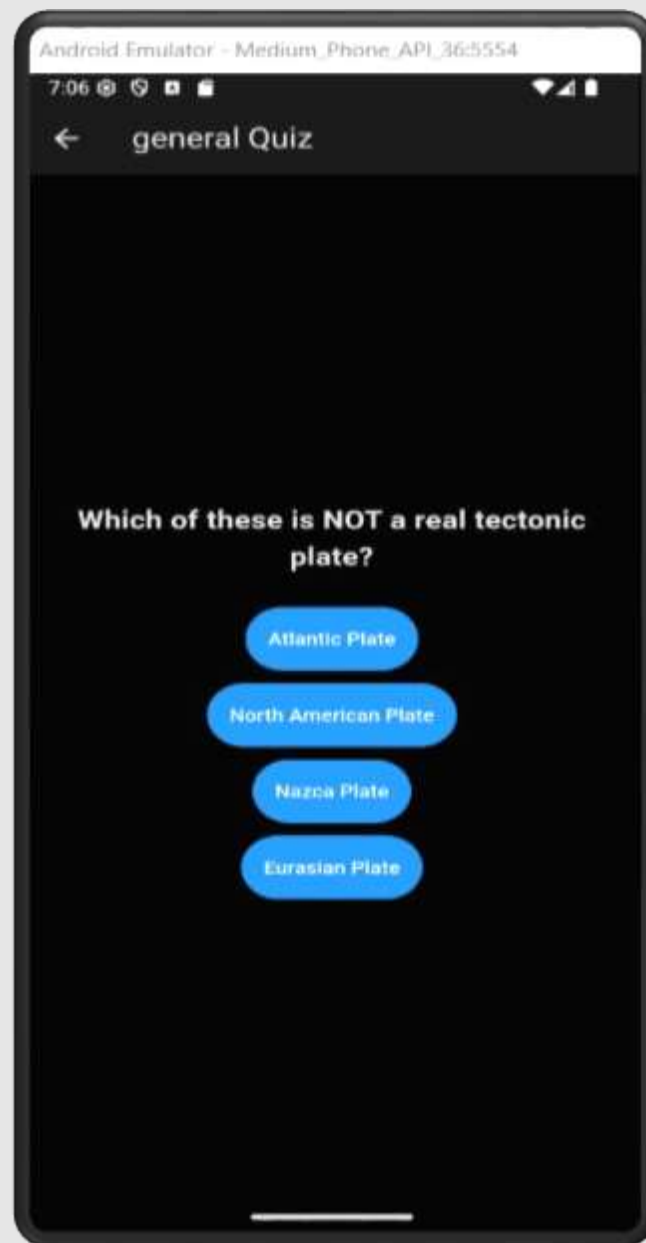 Android Emulator - Medium_Phone_API_36:5554
7:06
general Quiz
Which of these is NOT a real tectonic
plate?
Atlantic Plate
North American Plate
Nazca Plate
Eurasian Plate